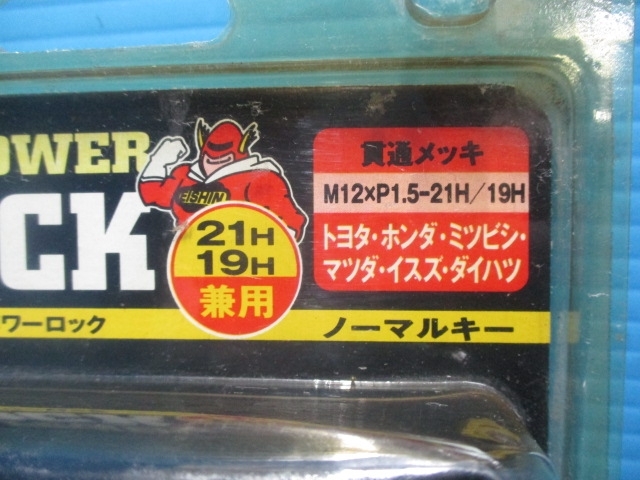 OWER
CK
EISHIN
21H
19H
兼用
貫通メッキ
M12×P1.5-21H/19H
トヨタ・ホンダ・ミツビシ・
マツダ・イスズ・ダイハツ
ワーロック
ノーマルキー